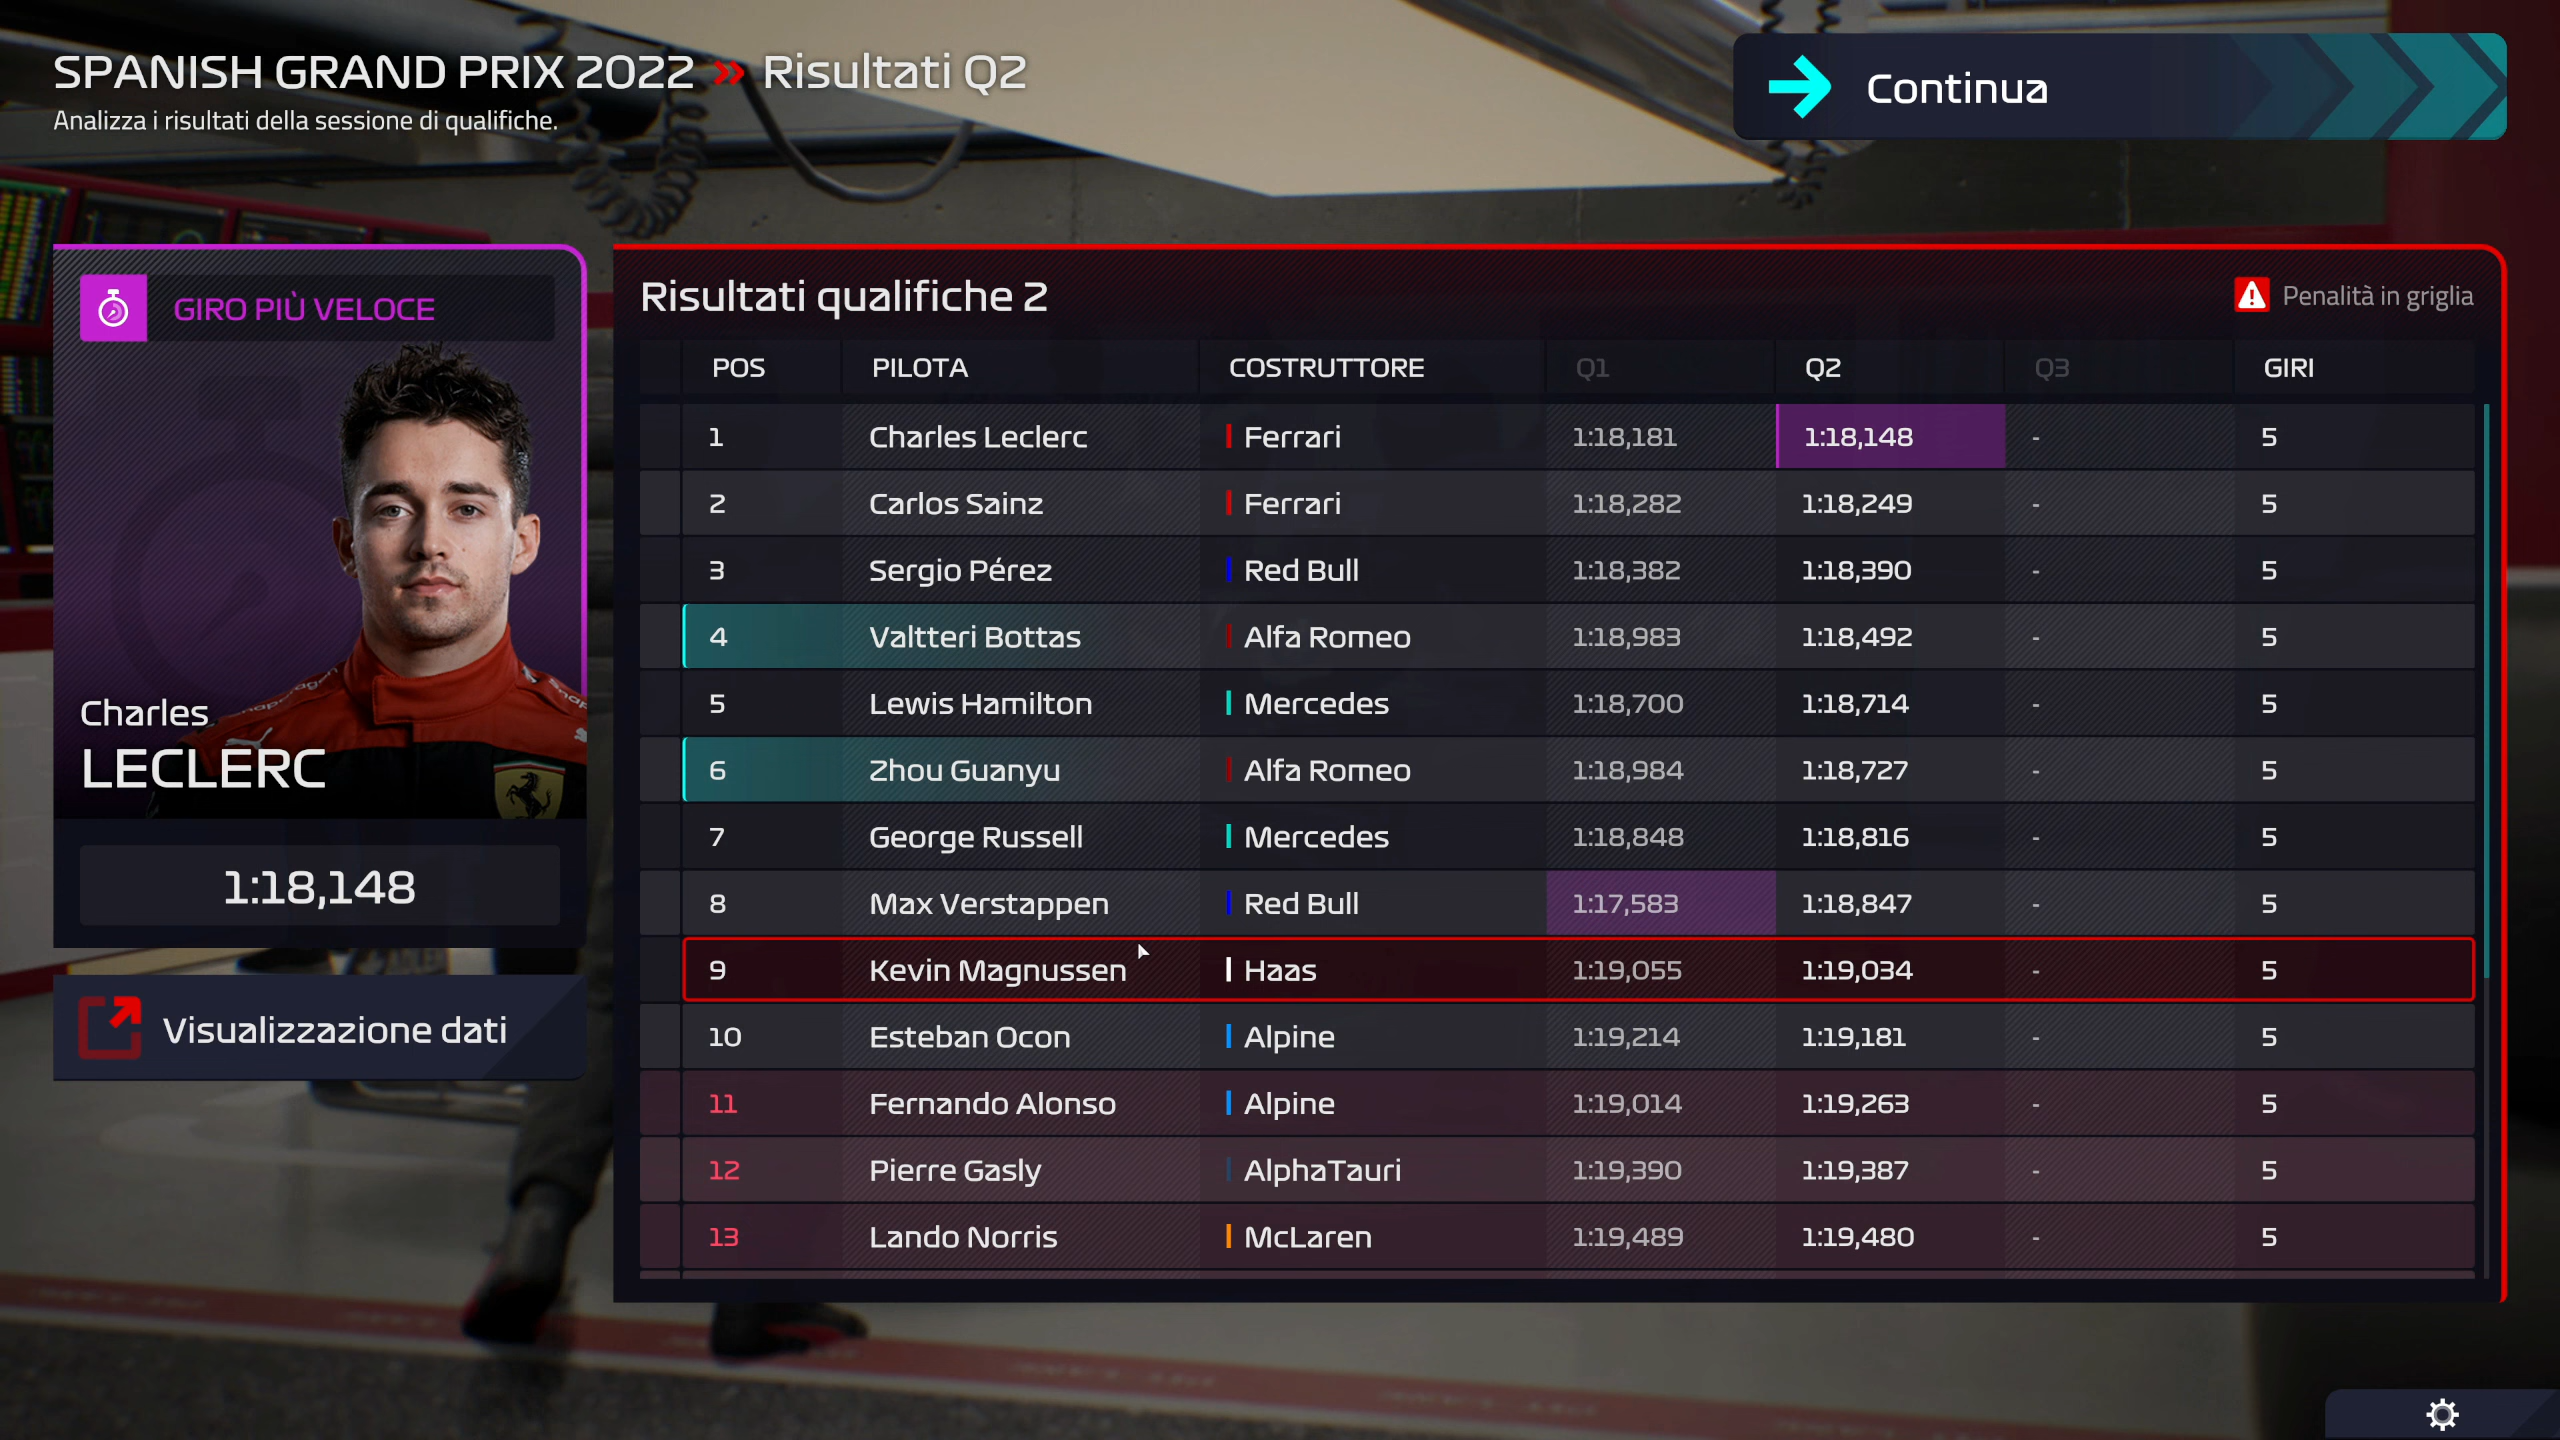 SPANISH GRAND PRIX 2022 » Risultati Q2
Analizza i risultati della sessione di qualifiche.
Continua
GIRO PIÙ VELOCE
Charles
LECLERC
1:18,148
Visualizzazione dati
Risultati qualifiche 2
Penalità in griglia
POS PILOTA COSTRUTTORE Q1 Q2 Q3 GIRI
1 Charles Leclerc Ferrari 1:18,181 1:18,148 - 5
2 Carlos Sainz Ferrari 1:18,282 1:18,249 - 5
3 Sergio Pérez Red Bull 1:18,382 1:18,390 - 5
4 Valtteri Bottas Alfa Romeo 1:18,983 1:18,492 - 5
5 Lewis Hamilton Mercedes 1:18,700 1:18,714 - 5
6 Zhou Guanyu Alfa Romeo 1:18,984 1:18,727 - 5
7 George Russell Mercedes 1:18,848 1:18,816 - 5
8 Max Verstappen Red Bull 1:17,583 1:18,847 - 5
9 Kevin Magnussen Haas 1:19,055 1:19,034 - 5
10 Esteban Ocon Alpine 1:19,214 1:19,181 - 5
11 Fernando Alonso Alpine 1:19,014 1:19,263 - 5
12 Pierre Gasly AlphaTauri 1:19,390 1:19,387 - 5
13 Lando Norris McLaren 1:19,489 1:19,480 - 5